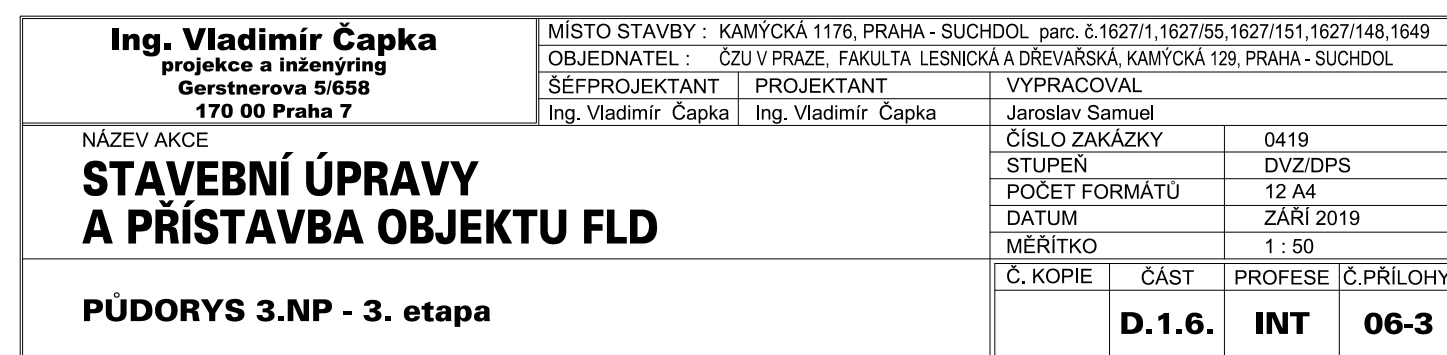 Ing. Vladimír Čapka
projekce a inženýring
Gerstnerova 5/658
170 00 Praha 7
MÍSTO STAVBY : KAMÝCKÁ 1176, PRAHA - SUCHDOL parc. č.1627/1,1627/55,1627/151,1627/148,1649
OBJEDNATEL : ČZU V PRAZE, FAKULTA LESNICKÁ A DŘEVAŘSKÁ, KAMÝCKÁ 129, PRAHA - SUCHDOL
ŠÉFPROJEKTANT PROJEKTANT VYPRACOVAL
Ing. Vladimír Čapka Ing. Vladimír Čapka Jaroslav Samuel
NÁZEV AKCE
STAVEBNÍ ÚPRAVY
A PŘÍSTAVBA OBJEKTU FLD
ČÍSLO ZAKÁZKY 0419
STUPEŇ DVZ/DPS
POČET FORMÁTŮ 12 A4
DATUM ZÁŘÍ 2019
MĚŘÍTKO 1 : 50
PŮDORYS 3.NP - 3. etapa
Č. KOPIE ČÁST PROFESE Č.PŘÍLOHY
D.1.6. INT 06-3